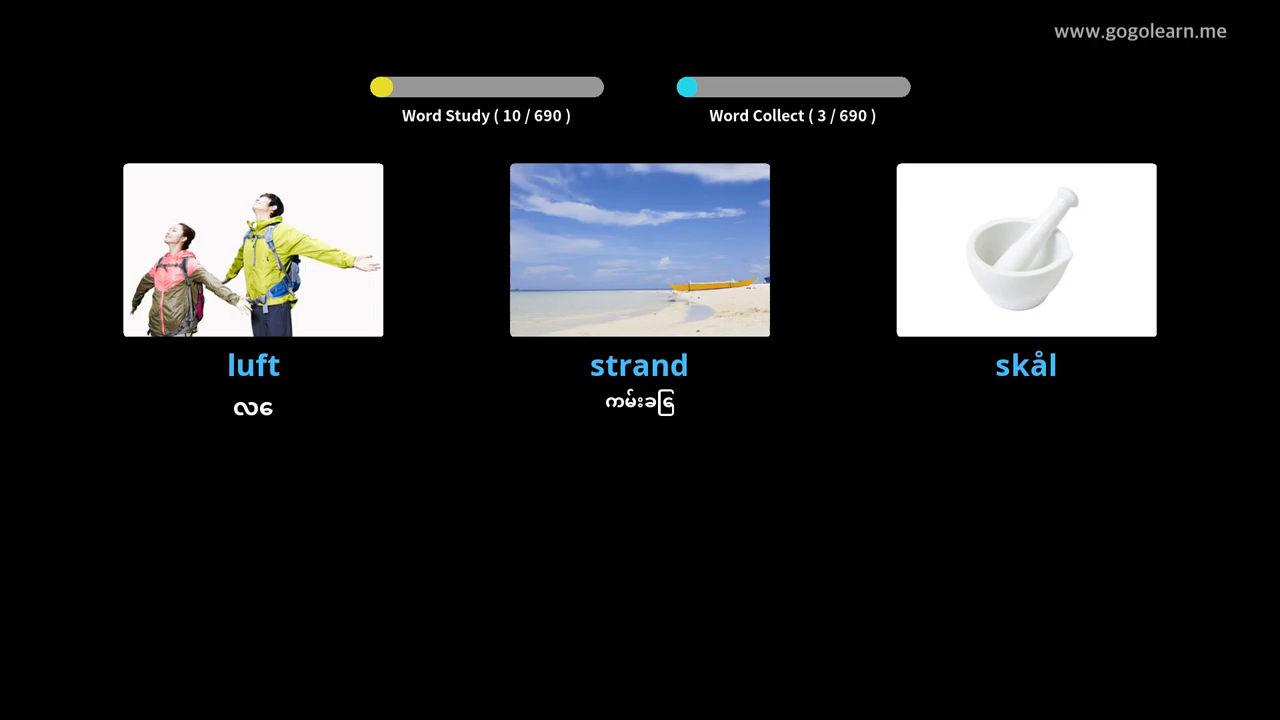 www.gogolearn.me
Word Study ( 10 / 690 )
Word Collect ( 3 / 690 )
luft
strand
skål
လေ
ကမ်းခြေ